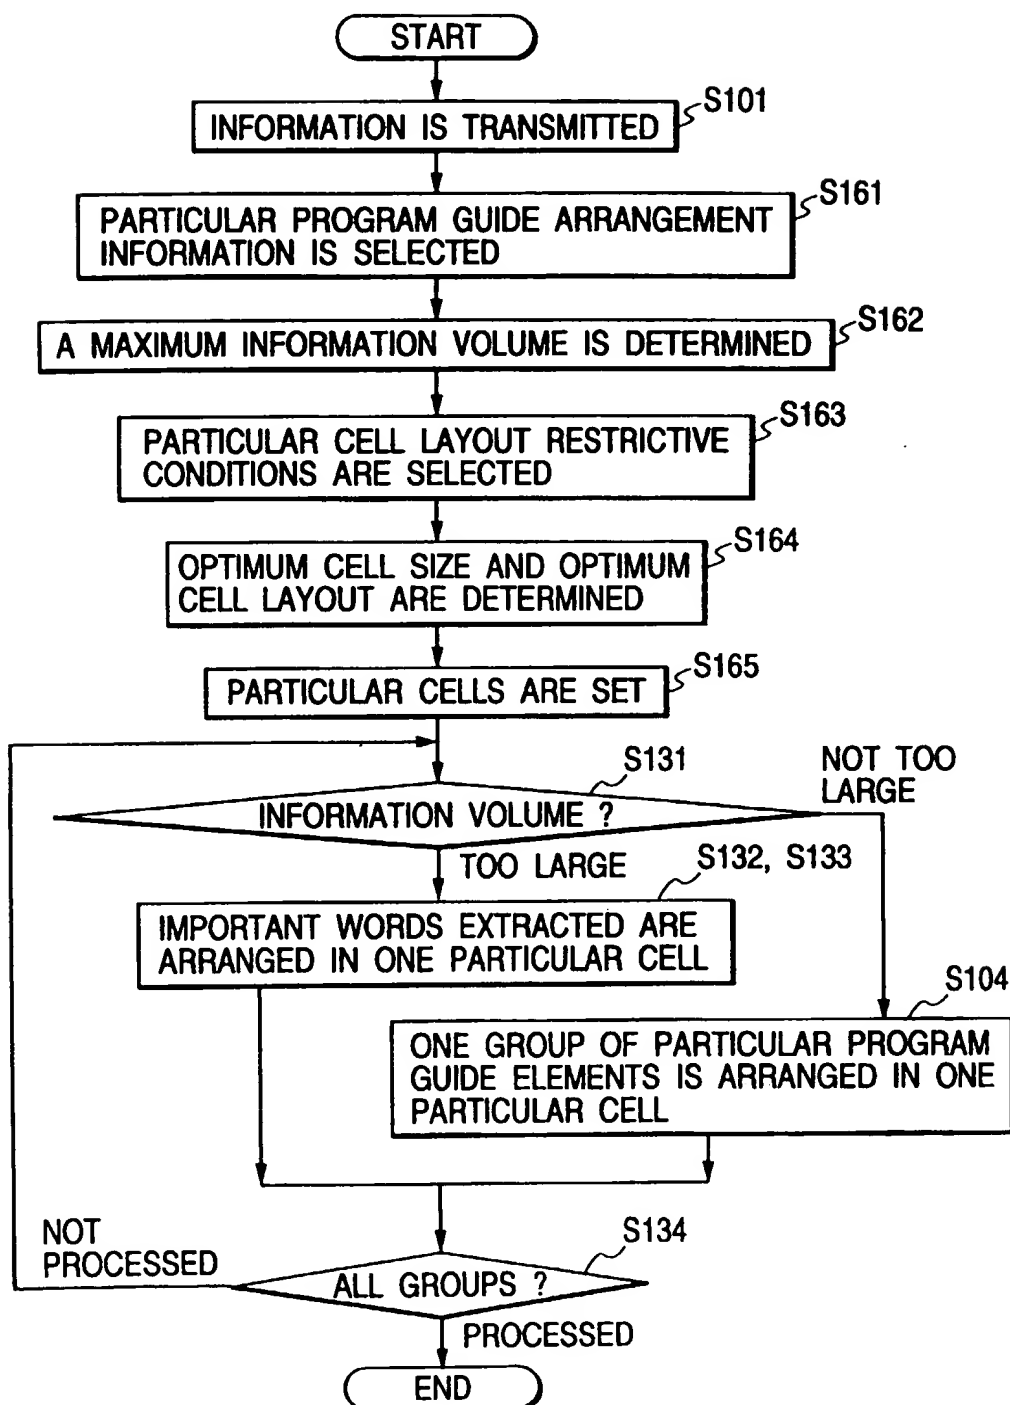 START
S101
INFORMATION IS TRANSMITTED
S161
PARTICULAR PROGRAM GUIDE ARRANGEMENT
INFORMATION IS SELECTED
S162
A MAXIMUM INFORMATION VOLUME IS DETERMINED
S163
PARTICULAR CELL LAYOUT RESTRICTIVE
CONDITIONS ARE SELECTED
S164
OPTIMUM CELL SIZE AND OPTIMUM
CELL LAYOUT ARE DETERMINED
S165
PARTICULAR CELLS ARE SET
S131
NOT TOO
LARGE
INFORMATION VOLUME ?
TOO LARGE
S132, S133
IMPORTANT WORDS EXTRACTED ARE
ARRANGED IN ONE PARTICULAR CELL
S104
ONE GROUP OF PARTICULAR PROGRAM
GUIDE ELEMENTS IS ARRANGED IN ONE
PARTICULAR CELL
NOT
PROCESSED
S134
ALL GROUPS ?
PROCESSED
END